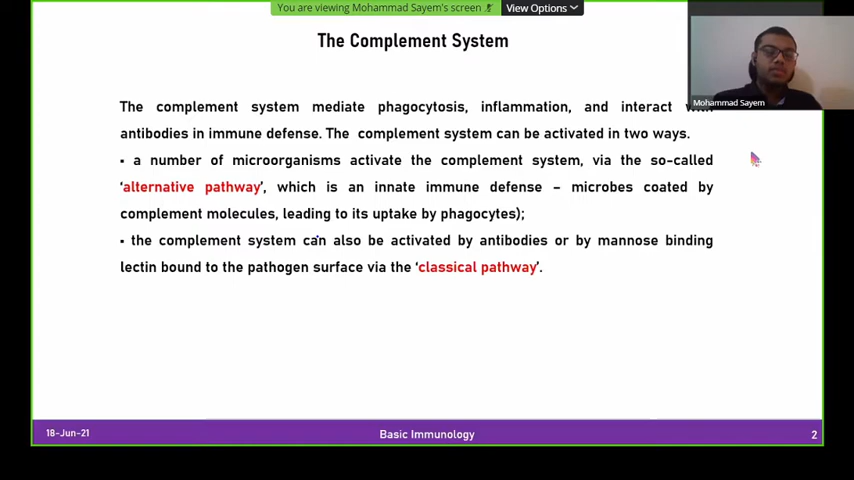 You are viewing Mohammad Sayem's screen
View Options
The Complement System
Mohammad Sayem
The complement system mediate phagocytosis, inflammation, and interact with
antibodies in immune defense. The complement system can be activated in two ways.
▪ a number of microorganisms activate the complement system, via the so-called
‘alternative pathway’, which is an innate immune defense – microbes coated by
complement molecules, leading to its uptake by phagocytes);
▪ the complement system can also be activated by antibodies or by mannose binding
lectin bound to the pathogen surface via the ‘classical pathway’.
18-Jun-21
Basic Immunology
2